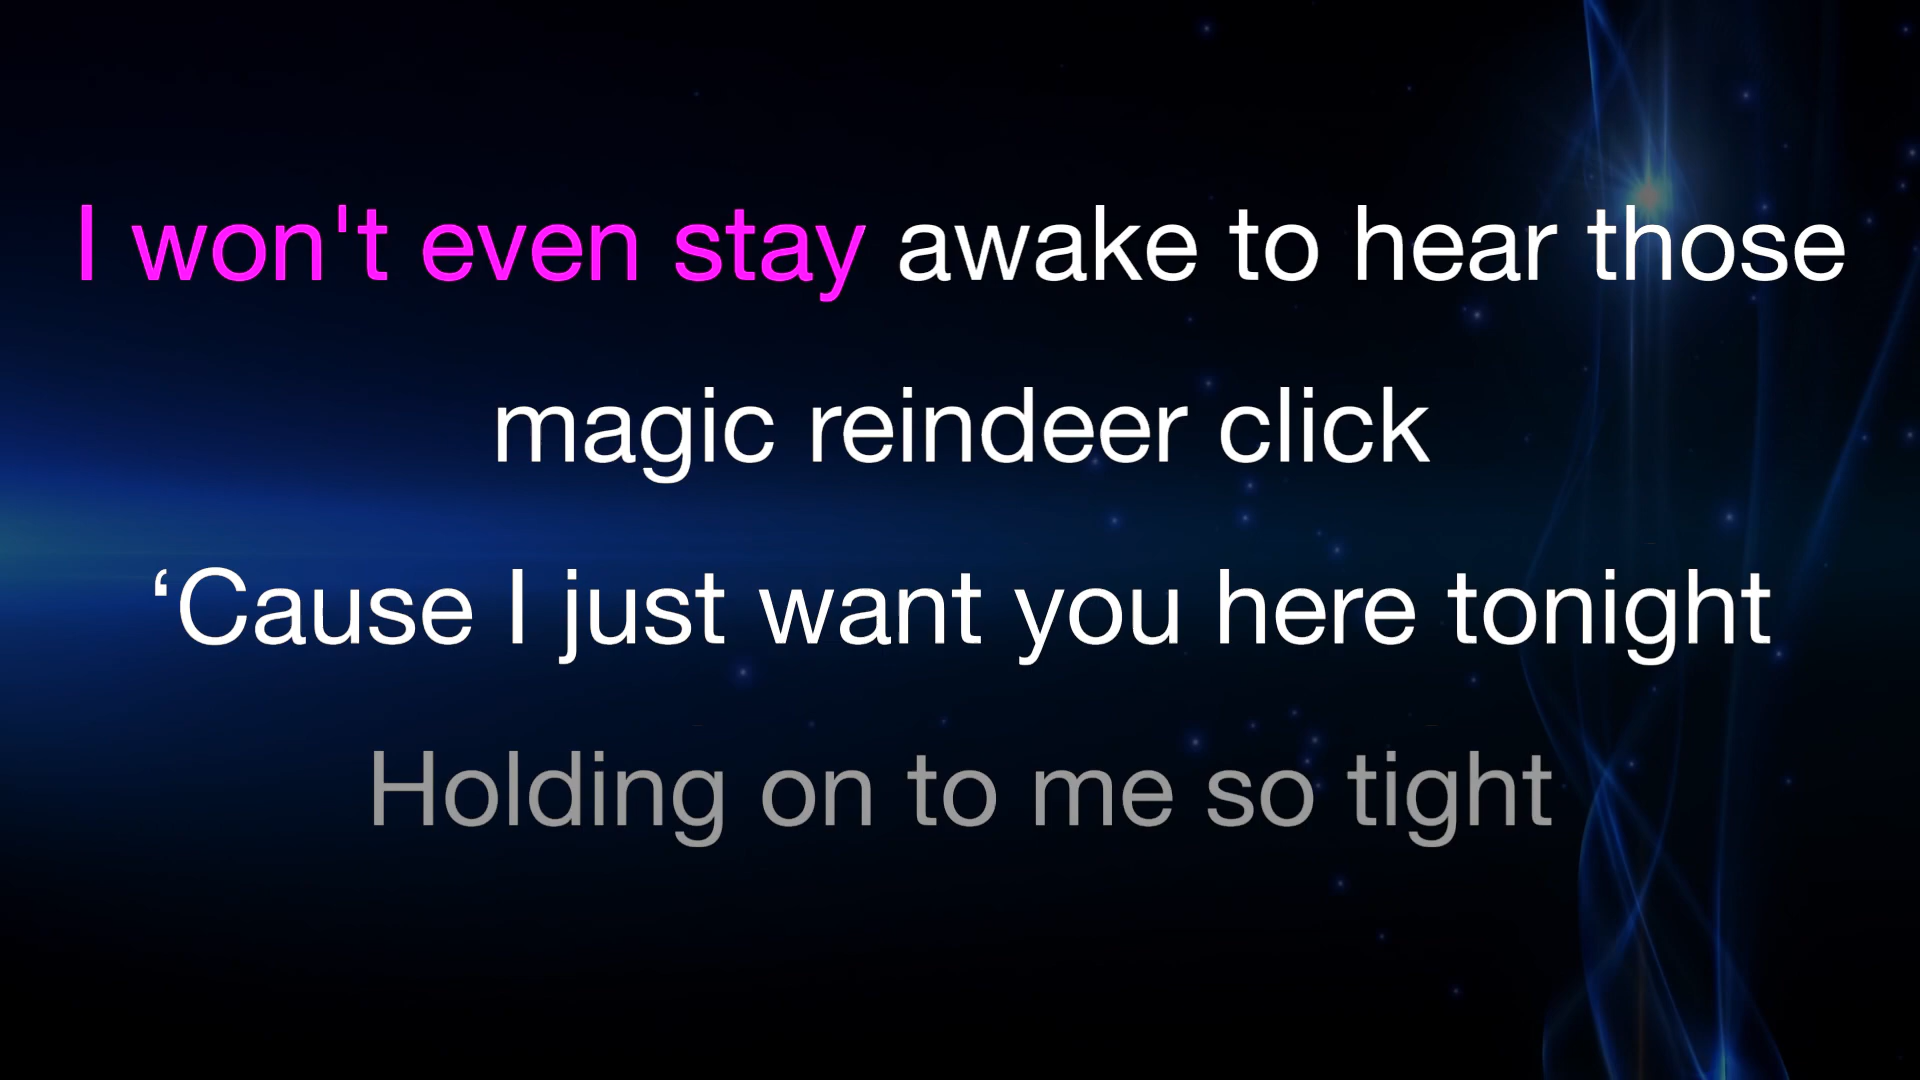 I won't even stay awake to hear those
magic reindeer click
‘Cause I just want you here tonight
Holding on to me so tight